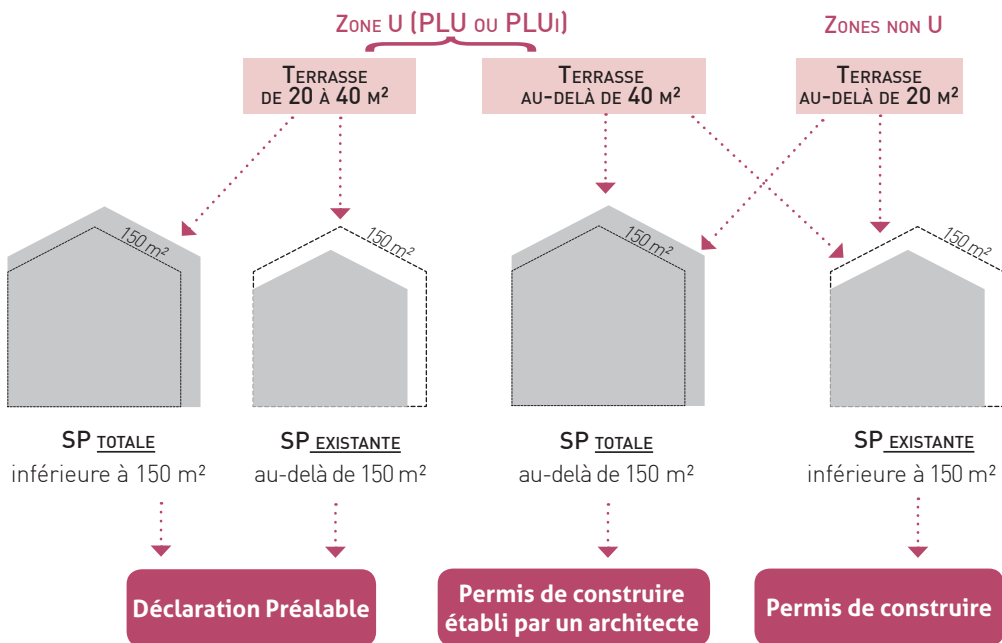 Zone U (PLU ou PLUi)
Zones non U
Terrasse
de 20 à 40 m²
Terrasse
au-delà de 40 m²
Terrasse
au-delà de 20 m²
150 m²
150 m²
150 m²
150 m²
SP totale
inférieure à 150 m²
SP existante
au-delà de 150 m²
SP totale
au-delà de 150 m²
SP existante
inférieure à 150 m²
Déclaration Préalable
Permis de construire
établi par un architecte
Permis de construire